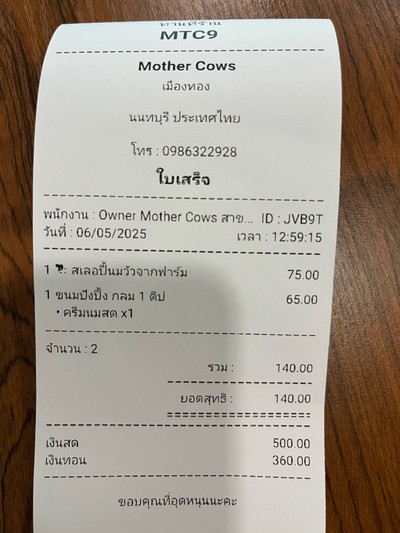 ทานที่ร้าน
MTC9
Mother Cows
เมืองทอง
นนทบุรี ประเทศไทย
โทร : 0986322928
ใบเสร็จ
พนักงาน : Owner Mother Cows สาข... ID : JVB9T
วันที่ : 06/05/2025 เวลา : 12:59:15
1 🐄: สเลอปี้นมวัวจากฟาร์ม 75.00
1 ขนมปังปิ้ง กลม 1 ดิป 65.00
• ครีมนมสด x1
จำนวน : 2
รวม : 140.00
ยอดสุทธิ : 140.00
เงินสด 500.00
เงินทอน 360.00
ขอบคุณที่อุดหนุนนะคะ